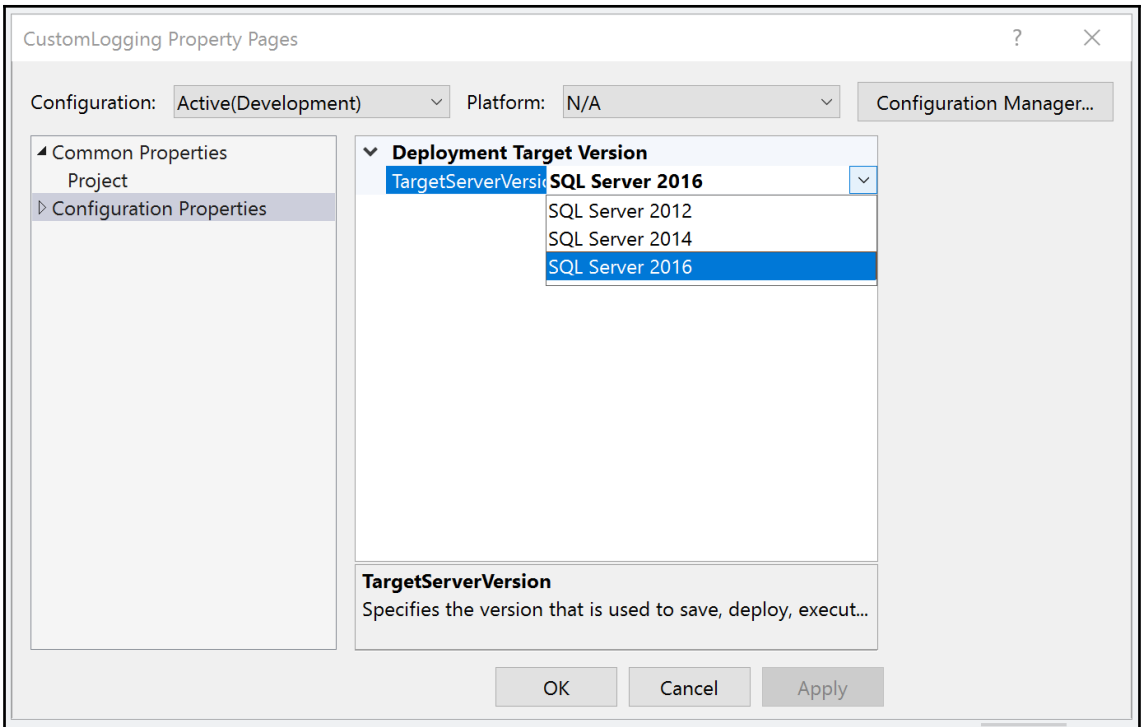 CustomLogging Property Pages ?
Configuration: Active(Development) Platform: N/A Configuration Manager...
Common Properties
Project
Configuration Properties
Deployment Target Version
TargetServerVersio SQL Server 2016
SQL Server 2012
SQL Server 2014
SQL Server 2016
TargetServerVersion
Specifies the version that is used to save, deploy, execut...
OK Cancel Apply